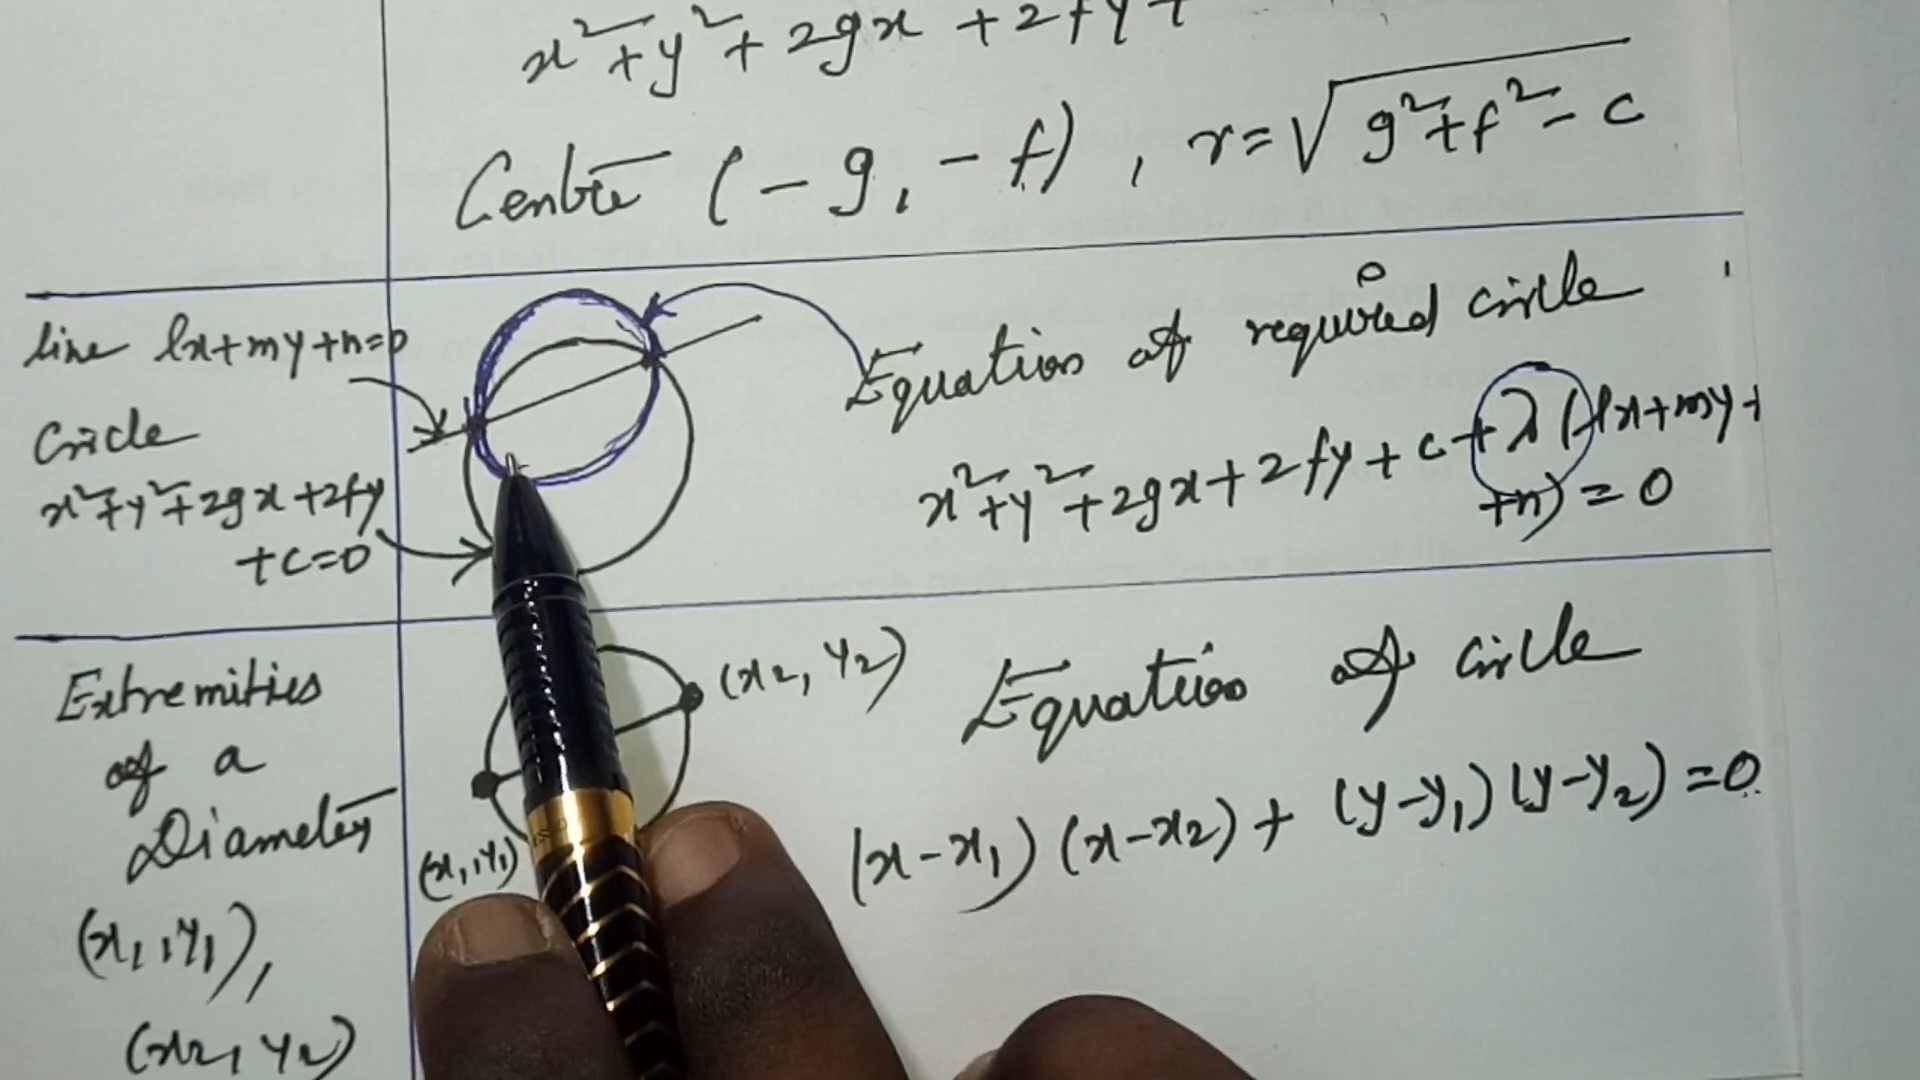 x²+y²+2gx+2fy+
Centre (-g, -f), r=√g²+f²-c
line lx+my+n=0
Circle
x²+y²+2gx+2fy
+c=0
Equation of required circle
x²+y²+2gx+2fy+c+λ(lx+my+
+n)=0
Extremities
of a
Diameter
(x₁,y₁),
(x₂,y₂)
(x₂,y₂)
(x₁,y₁)
Equation of circle
(x-x₁)(x-x₂)+(y-y₁)(y-y₂)=0